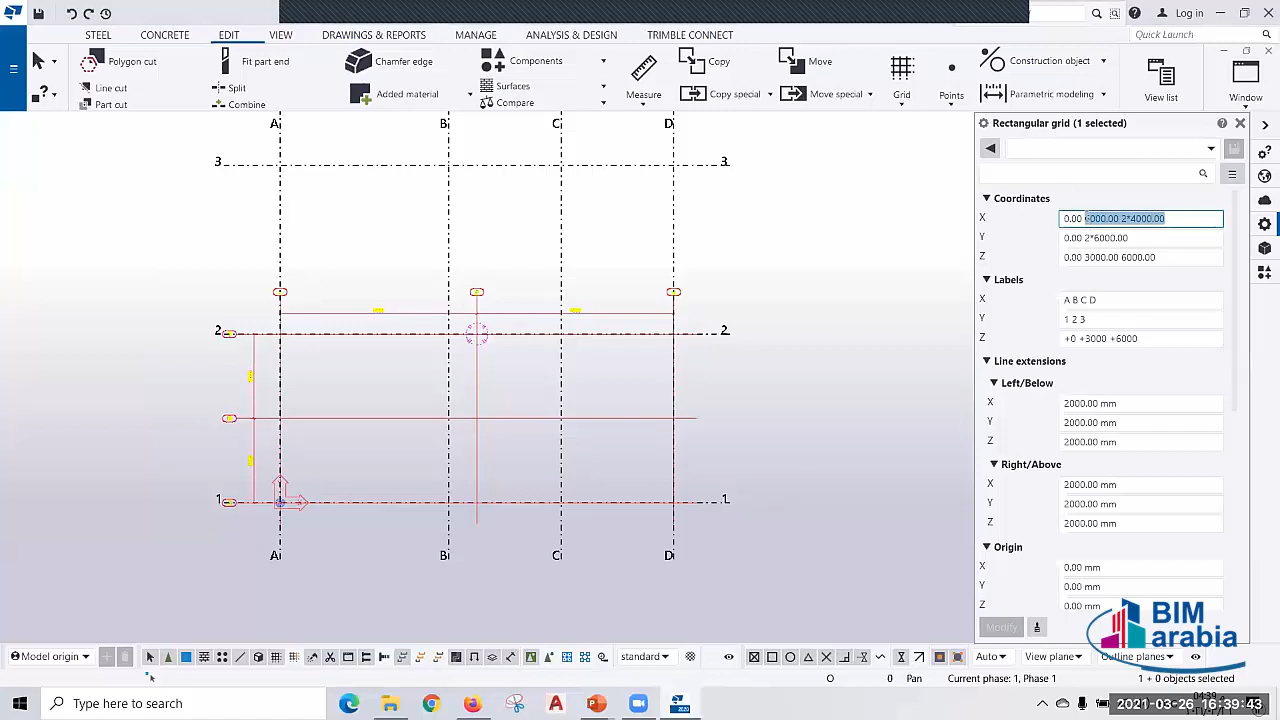 Log in
STEEL CONCRETE EDIT VIEW DRAWINGS & REPORTS MANAGE ANALYSIS & DESIGN TRIMBLE CONNECT Quick Launch
Polygon cut Fit part end Chamfer edge Components Copy Move Construction object
Line cut Split Added material Surfaces Measure Copy special Move special Grid Points Parametric modeling View list Window
Part cut Combine Compare
Rectangular grid (1 selected)
A B C D
3 3
Coordinates
X 0.00 6000.00 2*4000.00
Y 0.00 2*6000.00
Z 0.00 3000.00 6000.00
Labels
X A B C D
Y 1 2 3
Z +0 +3000 +6000
2 2
Line extensions
Left/Below
X 2000.00 mm
Y 2000.00 mm
Z 2000.00 mm
Right/Above
X 2000.00 mm
Y 2000.00 mm
Z 2000.00 mm
1 1
Origin
A B C D
X 0.00 mm
Y 0.00 mm
Z 0.00 mm
Modify
BIM
arabia
Model origin standard Auto View plane Outline planes
O 0 Pan Current phase: 1, Phase 1 1 + 0 objects selected
Type here to search
2021-03-26 16:39:43